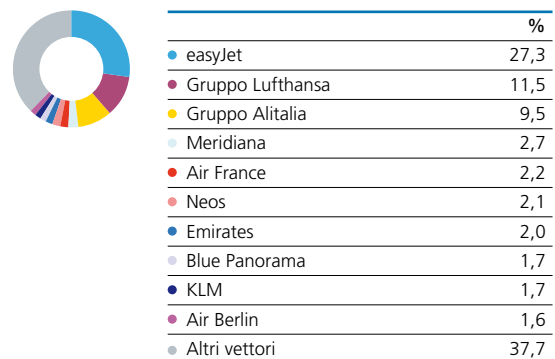 %
easyJet 27,3
Gruppo Lufthansa 11,5
Gruppo Alitalia 9,5
Meridiana 2,7
Air France 2,2
Neos 2,1
Emirates 2,0
Blue Panorama 1,7
KLM 1,7
Air Berlin 1,6
Altri vettori 37,7